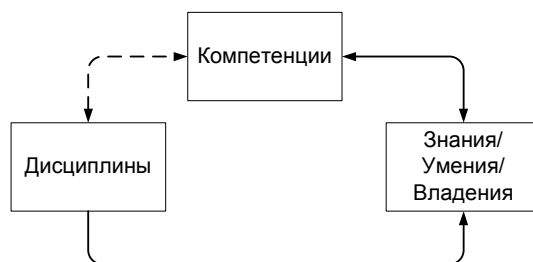 Компетенции
Дисциплины
Знания/
Умения/
Владения